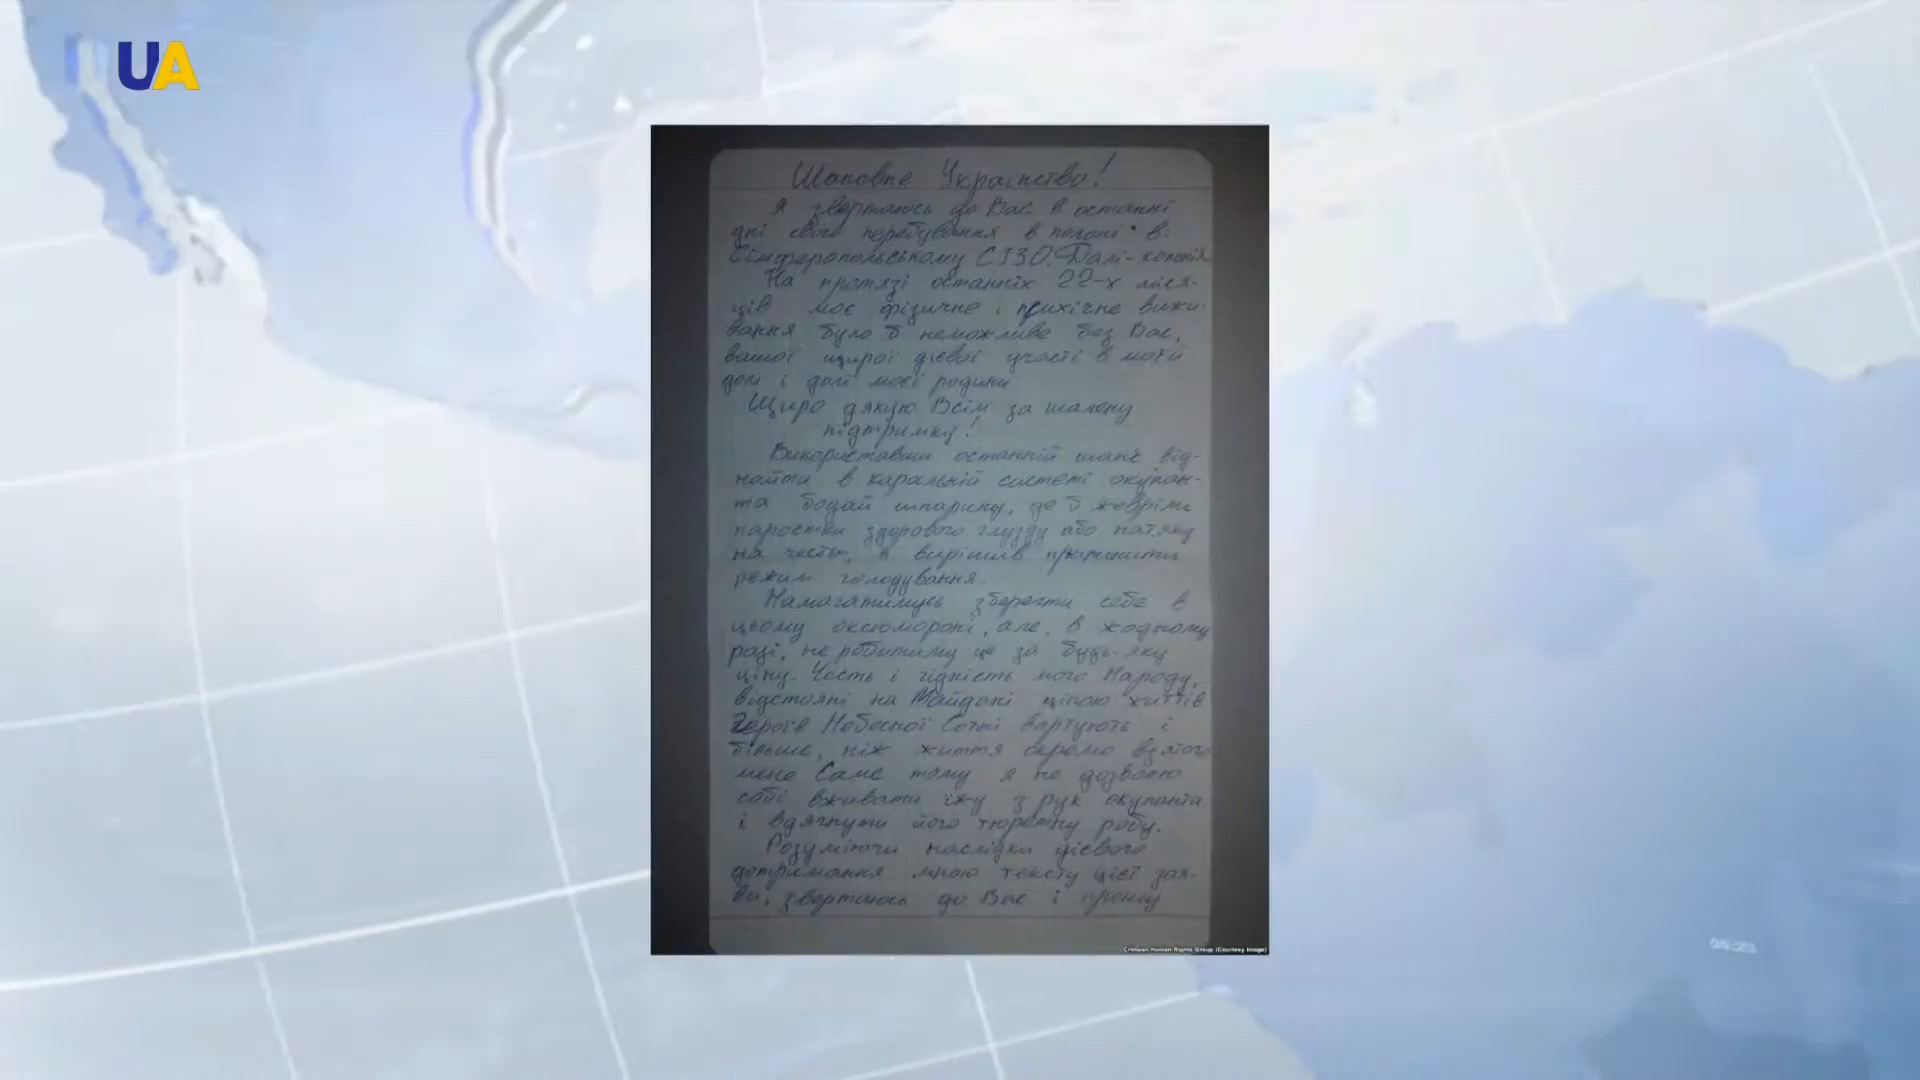 UA
Шановне Українство!
Я звертаюсь до Вас в останні
дні свого перебування в полоні в
Сімферопольському СІЗО. Далі - колонія.
На протязі останніх 22-х міся-
ців моє фізичне і психічне вижи-
вання було б неможливе без Вас,
вашої щирої дієвої участі в моїй
долі і долі моєї родини
Щиро дякую Всім за шалену
підтримку!
Використавши останній шанс від-
найти в каральній системі окупан-
та бодай шпарину, де б жевріли
паростки здорового глузду або натяку
на честь, я вирішив припинити
режим голодування.
Намагатимусь зберегти себе в
цьому оксюмороні, але, в жодному
разі, не робитиму це за будь-яку
ціну. Честь і гідність мого Народу,
відстояні на Майдані ціною життів
Героїв Небесної Сотні вартують і
більше, ніж життя окремо взятого
мене Саме тому я не дозволю
собі вживати їжу з рук окупанта
і вдягнути його тюремну робу.
Розуміючи наслідки цієвого
дотримання мною тексту цієї зая-
ви, звертаюсь до Вас і прошу
Crimean Human Rights Group (Courtesy Image)